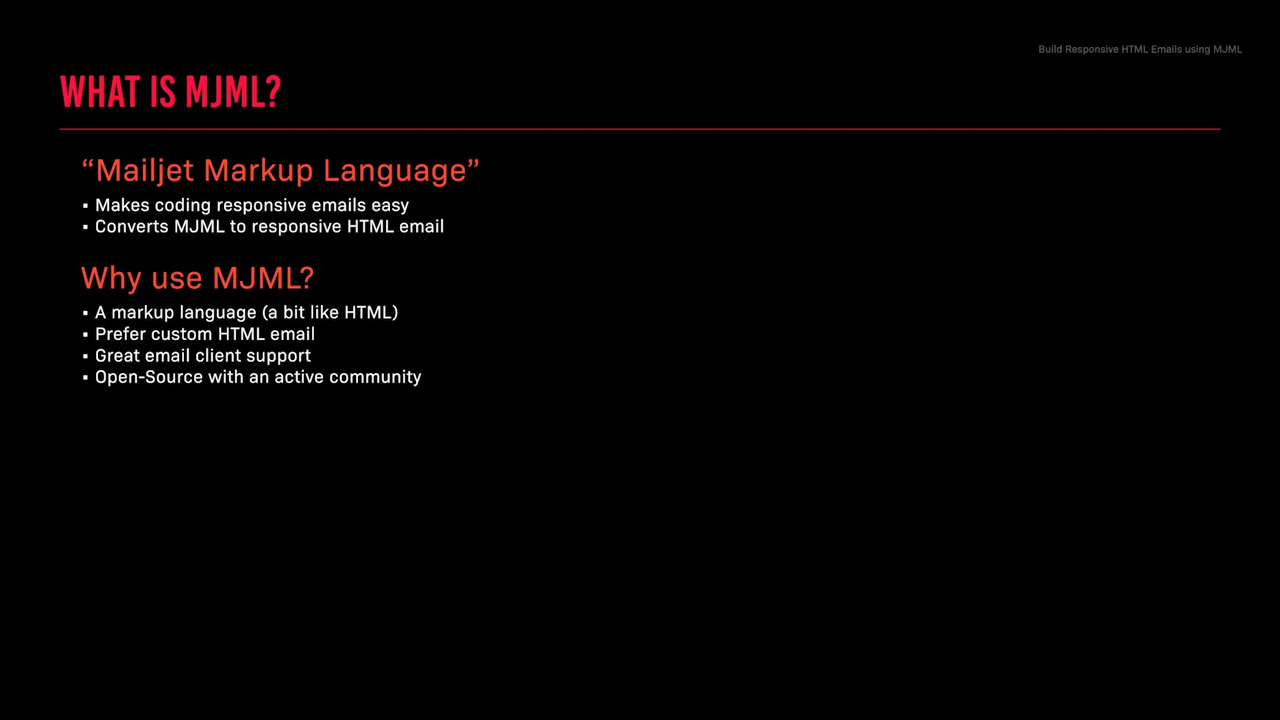 Build Responsive HTML Emails using MJML
WHAT IS MJML?
“Mailjet Markup Language”
▪ Makes coding responsive emails easy
▪ Converts MJML to responsive HTML email
Why use MJML?
▪ A markup language (a bit like HTML)
▪ Prefer custom HTML email
▪ Great email client support
▪ Open-Source with an active community